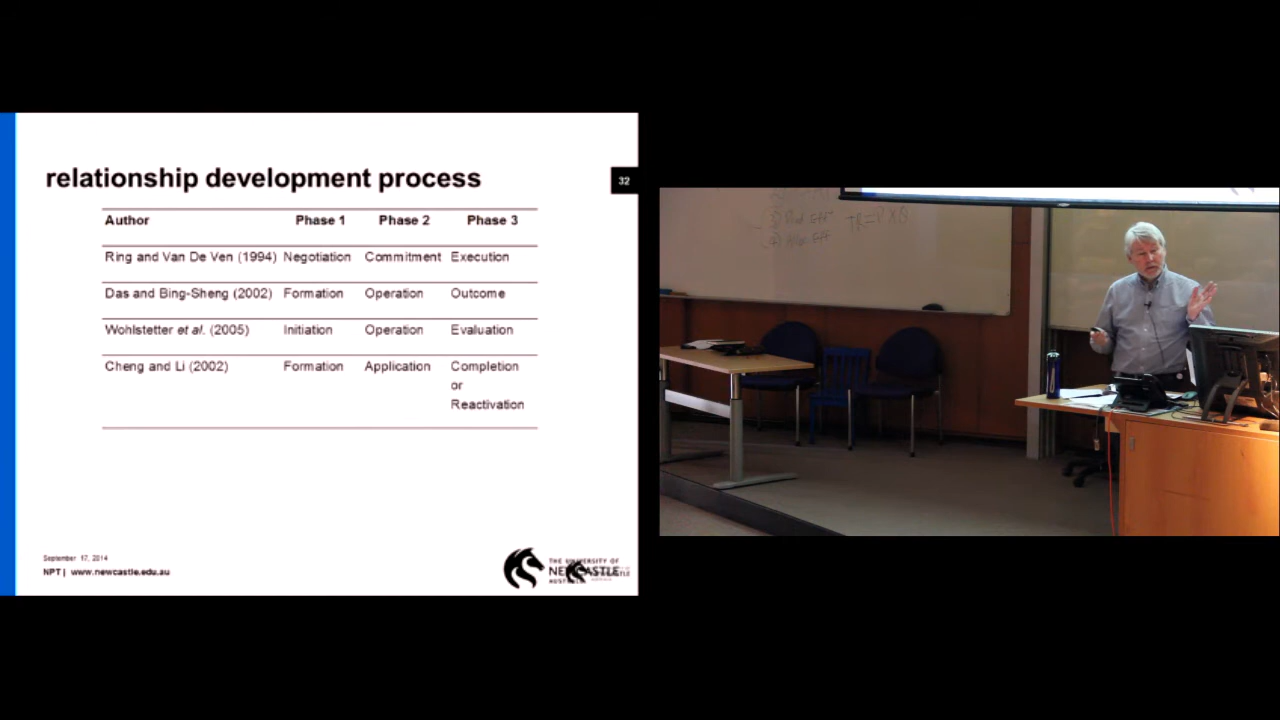 relationship development process
32
Author Phase 1 Phase 2 Phase 3
Ring and Van De Ven (1994) Negotiation Commitment Execution
Das and Bing-Sheng (2002) Formation Operation Outcome
Wohlstetter et al. (2005) Initiation Operation Evaluation
Cheng and Li (2002) Formation Application Completion
or
Reactivation
September 17, 2014
NPT | www.newcastle.edu.au
THE UNIVERSITY OF
NEWCASTLE
AUSTRALIA
TR = P X Q